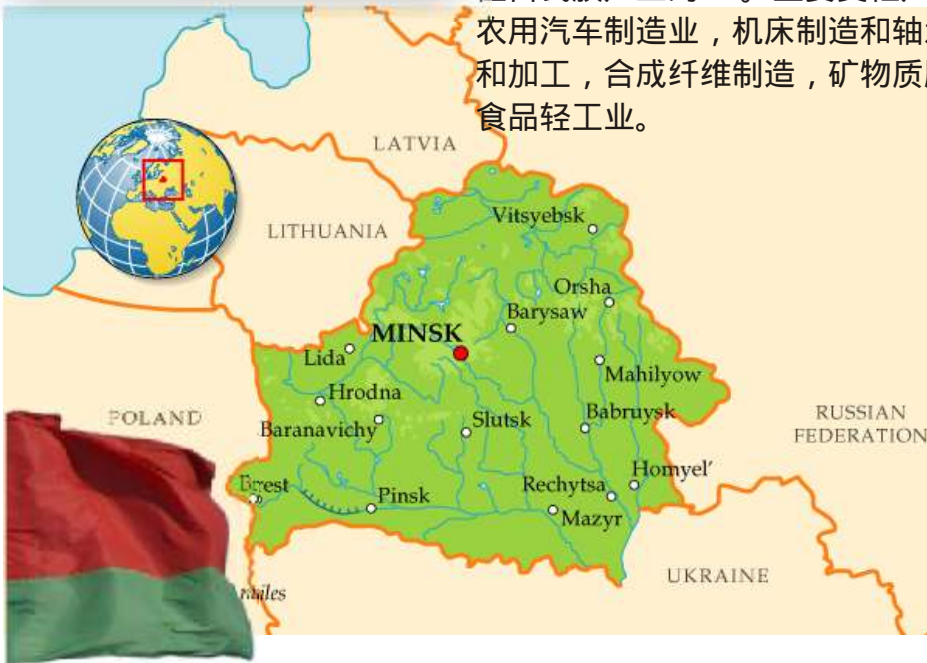 农用汽车制造业，机床制造和轴
和加工，合成纤维制造，矿物质
食品轻工业。
LATVIA
LITHUANIA
Vitsyebsk
Orsha
Barysaw
MINSK
Lida
Mahilyow
Hrodna
POLAND
Baranavichy
Slutsk
Babruysk
RUSSIAN
FEDERATION
Homyel'
Brest
Pinsk
Rechytsa
Mazyr
UKRAINE
miles